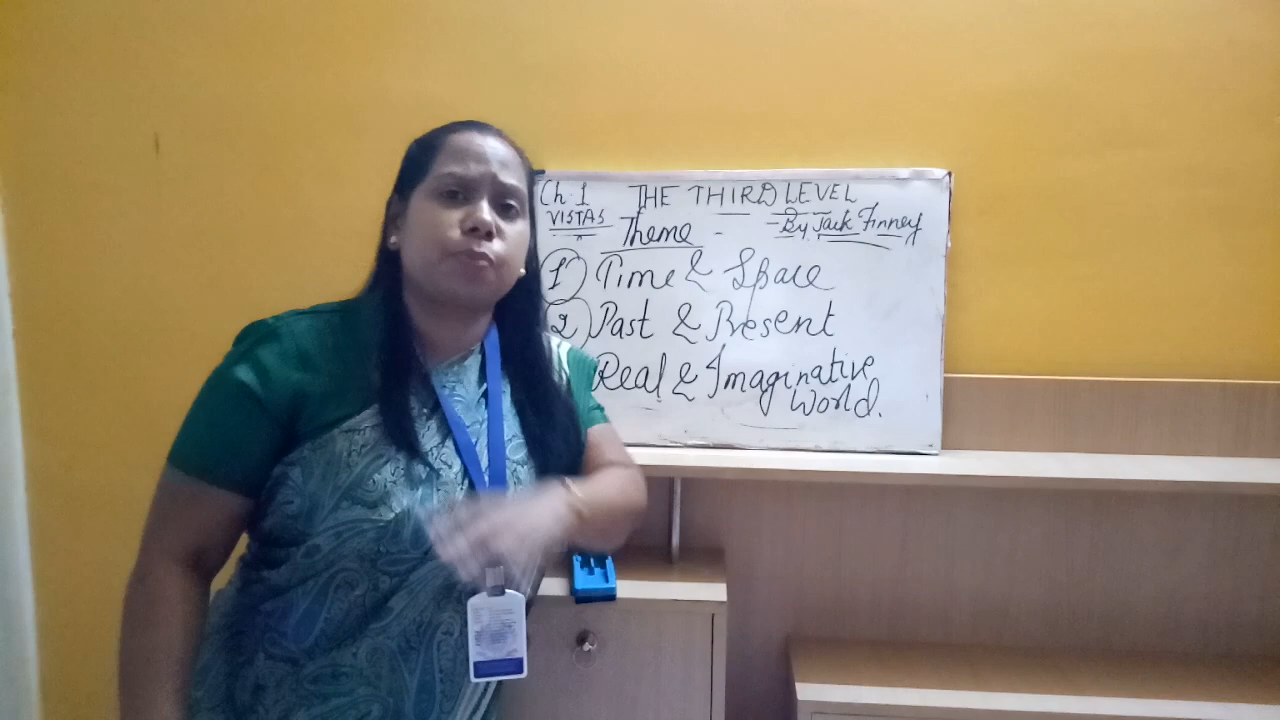 Ch. 1 THE THIRD LEVEL
VISTAS
- By Jack Finney
Theme -
1) Time & Space
2) Past & Present
Real & Imaginative
World.